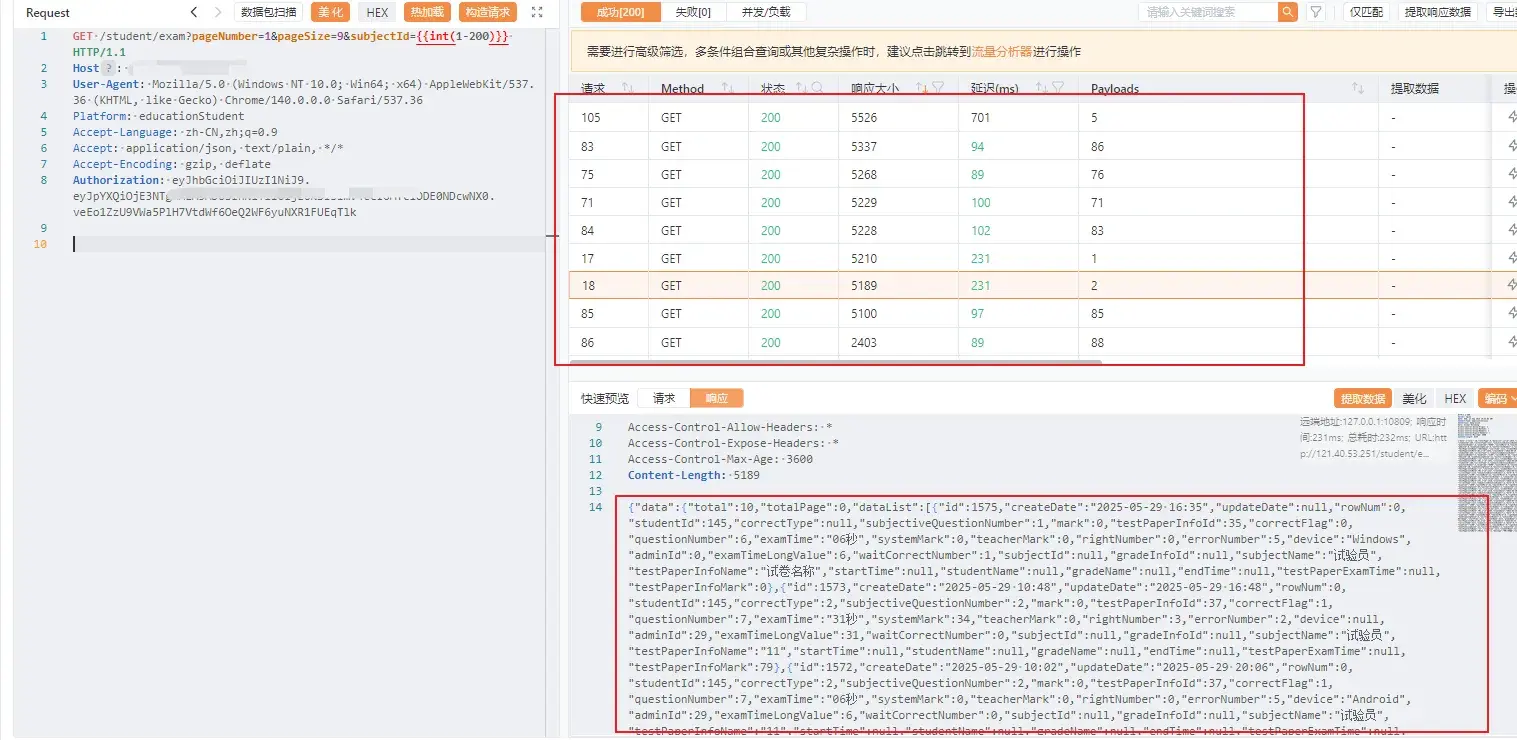 Request
数据包扫描
美化
HEX
热加载
构造请求
1 GET /student/exam?pageNumber=1&pageSize=9&subjectId={{int(1-200)}}
HTTP/1.1
2 Host ? :
3 User-Agent: Mozilla/5.0 (Windows NT 10.0; Win64; x64) AppleWebKit/537.
36 (KHTML, like Gecko) Chrome/140.0.0.0 Safari/537.36
4 Platform: educationStudent
5 Accept-Language: zh-CN,zh;q=0.9
6 Accept: application/json, text/plain, */*
7 Accept-Encoding: gzip, deflate
8 Authorization: eyJhbGciOiJIUzI1NiJ9.
eyJpYXQiOjE3NTg
veEo1ZzU9VWa5PlH7VtdWf6OeQ2WF6yuNXR1FUEqTlk
9
10
成功[200]
失败[0]
并发/负载
请输入关键词搜索
仅匹配
提取响应数据
需要进行高级筛选，多条件组合查询或其他复杂操作时，建议点击跳转到流量分析器进行操作
请求 Method 状态 响应大小 延迟(ms) Payloads 提取数据
105 GET 200 5526 701 5 -
83 GET 200 5337 94 86 -
75 GET 200 5268 89 76 -
71 GET 200 5229 100 71 -
84 GET 200 5228 102 83 -
17 GET 200 5210 231 1 -
18 GET 200 5189 231 2 -
85 GET 200 5100 97 85 -
86 GET 200 2403 89 88 -
快速预览
请求
响应
提取数据
美化
HEX
编码
远端地址:127.0.0.1:10809; 响应时
间:231ms; 总耗时:232ms; URL:htt
p://121.40.53.251/student/e...
9 Access-Control-Allow-Headers: *
10 Access-Control-Expose-Headers: *
11 Access-Control-Max-Age: 3600
12 Content-Length: 5189
13
14 {"data":{"total":10,"totalPage":0,"dataList":[{"id":1575,"createDate":"2025-05-29 16:35","updateDate":null,"rowNum":0,
"studentId":145,"correctType":null,"subjectiveQuestionNumber":1,"mark":0,"testPaperInfoId":35,"correctFlag":0,
"questionNumber":6,"examTime":"06秒","systemMark":0,"teacherMark":0,"rightNumber":0,"errorNumber":5,"device":"Windows",
"adminId":0,"examTimeLongValue":6,"waitCorrectNumber":1,"subjectId":null,"gradeInfoId":null,"subjectName":"试验员",
"testPaperInfoName":"试卷名称","startTime":null,"studentName":null,"gradeName":null,"endTime":null,"testPaperExamTime":null,
"testPaperInfoMark":0},{"id":1573,"createDate":"2025-05-29 10:48","updateDate":"2025-05-29 16:48","rowNum":0,
"studentId":145,"correctType":2,"subjectiveQuestionNumber":2,"mark":0,"testPaperInfoId":37,"correctFlag":1,
"questionNumber":7,"examTime":"31秒","systemMark":34,"teacherMark":0,"rightNumber":3,"errorNumber":2,"device":null,
"adminId":29,"examTimeLongValue":31,"waitCorrectNumber":0,"subjectId":null,"gradeInfoId":null,"subjectName":"试验员",
"testPaperInfoName":"11","startTime":null,"studentName":null,"gradeName":null,"endTime":null,"testPaperExamTime":null,
"testPaperInfoMark":79},{"id":1572,"createDate":"2025-05-29 10:02","updateDate":"2025-05-29 20:06","rowNum":0,
"studentId":145,"correctType":2,"subjectiveQuestionNumber":2,"mark":0,"testPaperInfoId":37,"correctFlag":1,
"questionNumber":7,"examTime":"06秒","systemMark":0,"teacherMark":0,"rightNumber":0,"errorNumber":5,"device":"Android",
"adminId":29,"examTimeLongValue":6,"waitCorrectNumber":0,"subjectId":null,"gradeInfoId":null,"subjectName":"试验员",
"testPaperInfoName":"11","startTime":null,"studentName":null,"gradeName":null,"endTime":null,"testPaperExamTime":null,